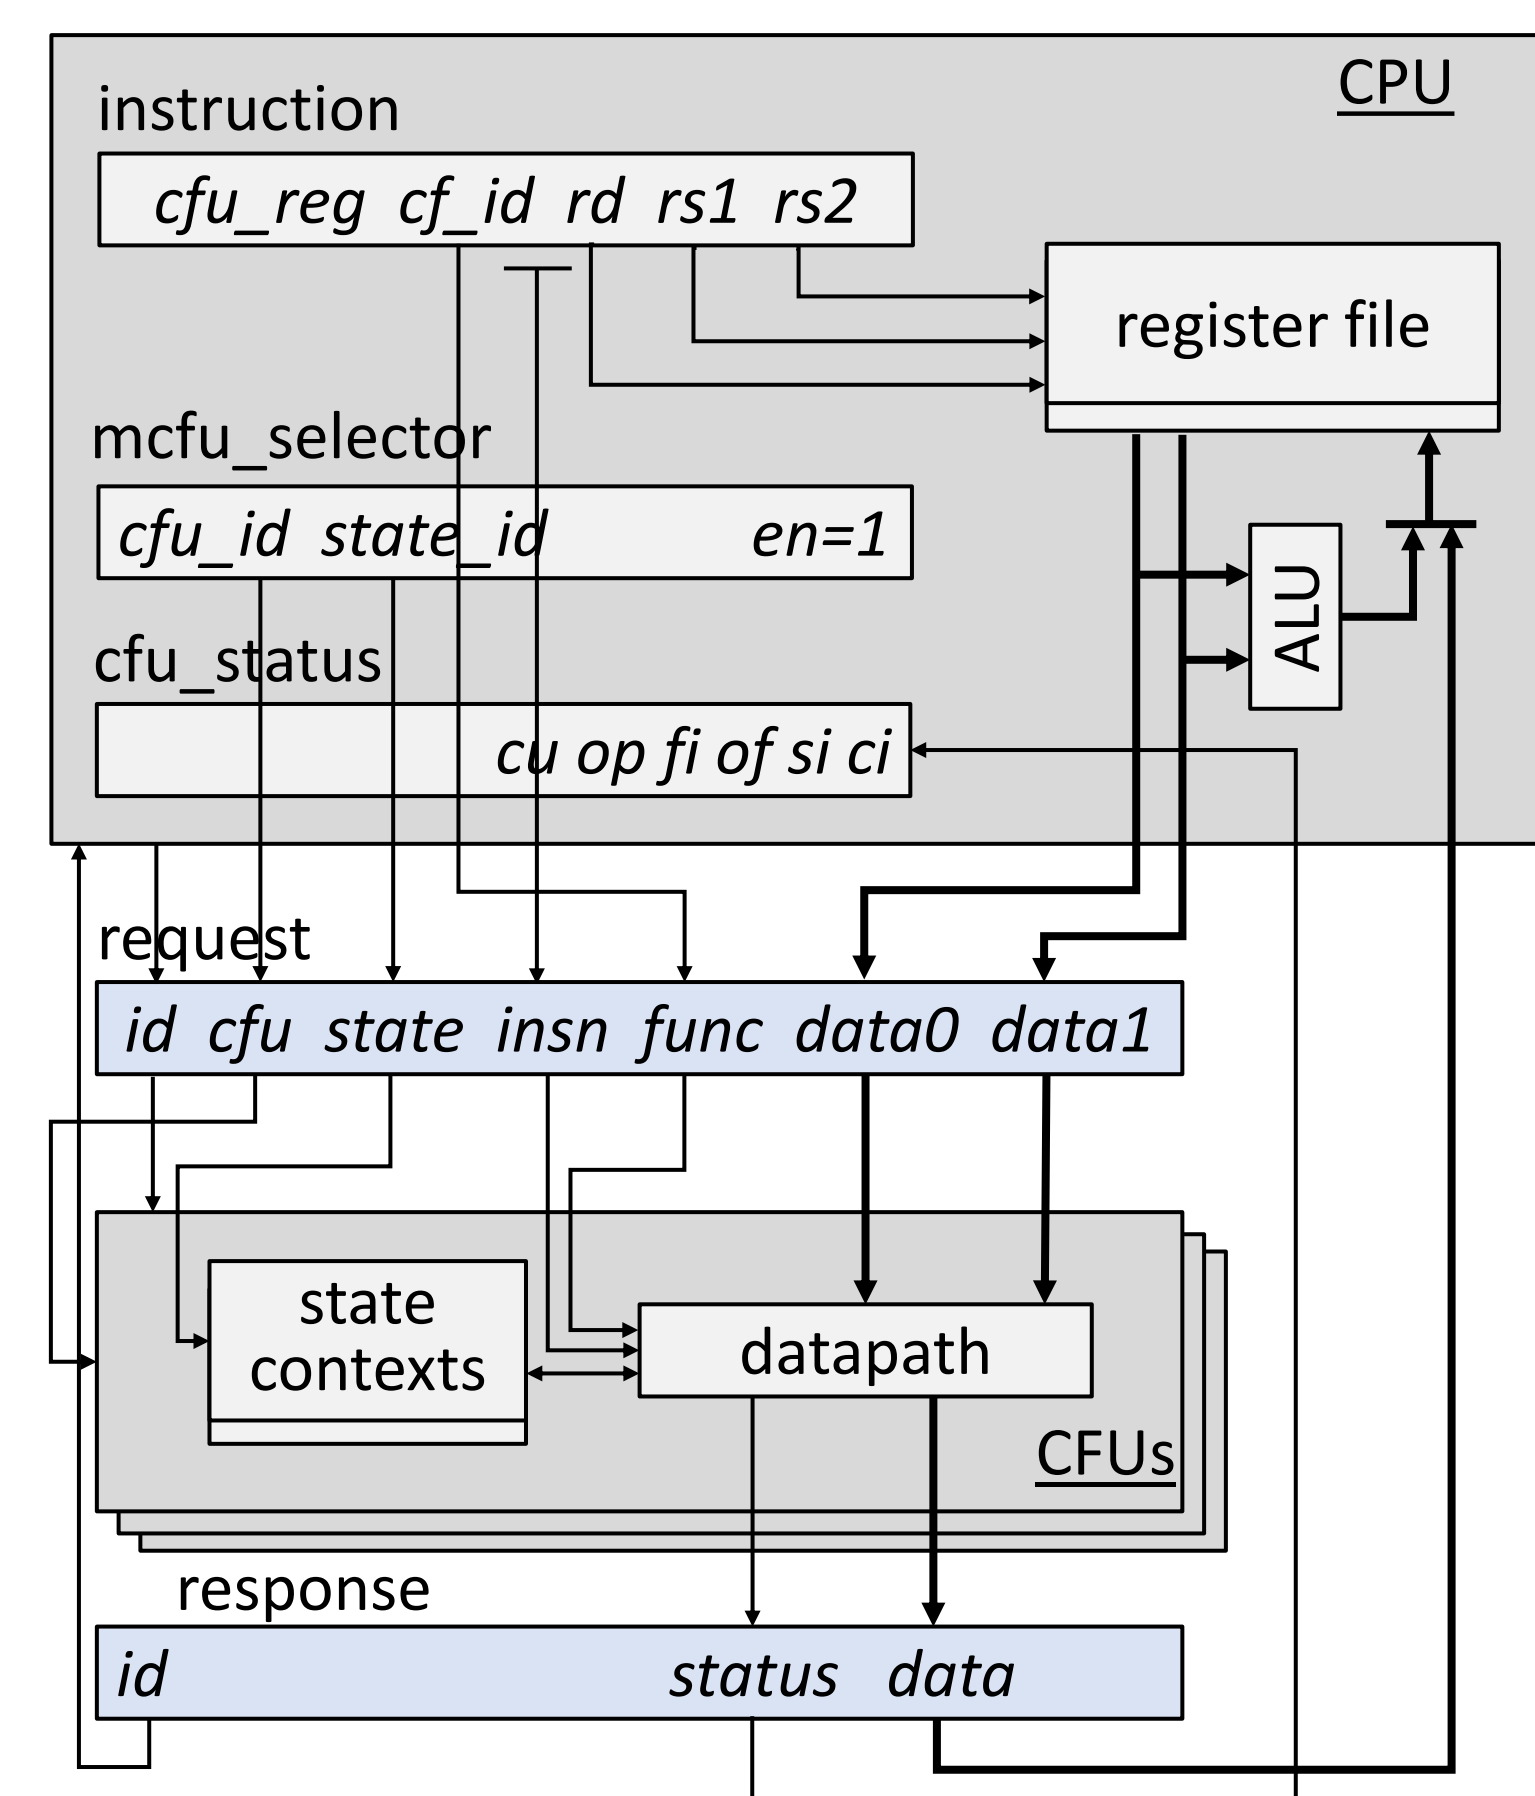 CPU
instruction
cfu_reg cf_id rd rs1 rs2
register file
mcfu_selector
cfu_id state_id en=1
ALU
cfu_status
cu op fi of si ci
request
id cfu state insn func data0 data1
state
contexts
datapath
CFUs
response
id status data